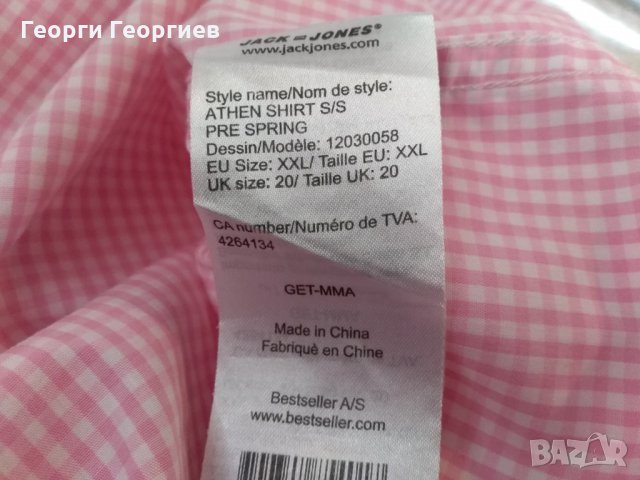 Георги Георгиев
JACK=JONES®
www.jackjones.com
Style name/Nom de style:
ATHEN SHIRT S/S
PRE SPRING
Dessin/Modèle: 12030058
EU Size: XXL/ Taille EU: XXL
UK size: 20/ Taille UK: 20
CA number/Numéro de TVA:
4264134
GET-MMA
Made in China
Fabriquè en Chine
Bestseller A/S
www.bestseller.com
BAZAR